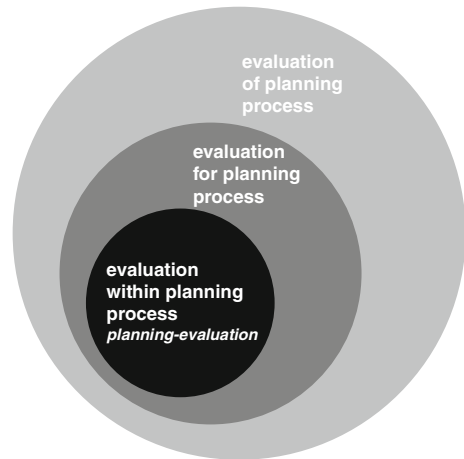 evaluation
of planning
process
evaluation
for planning
process
evaluation
within planning
process
planning-evaluation